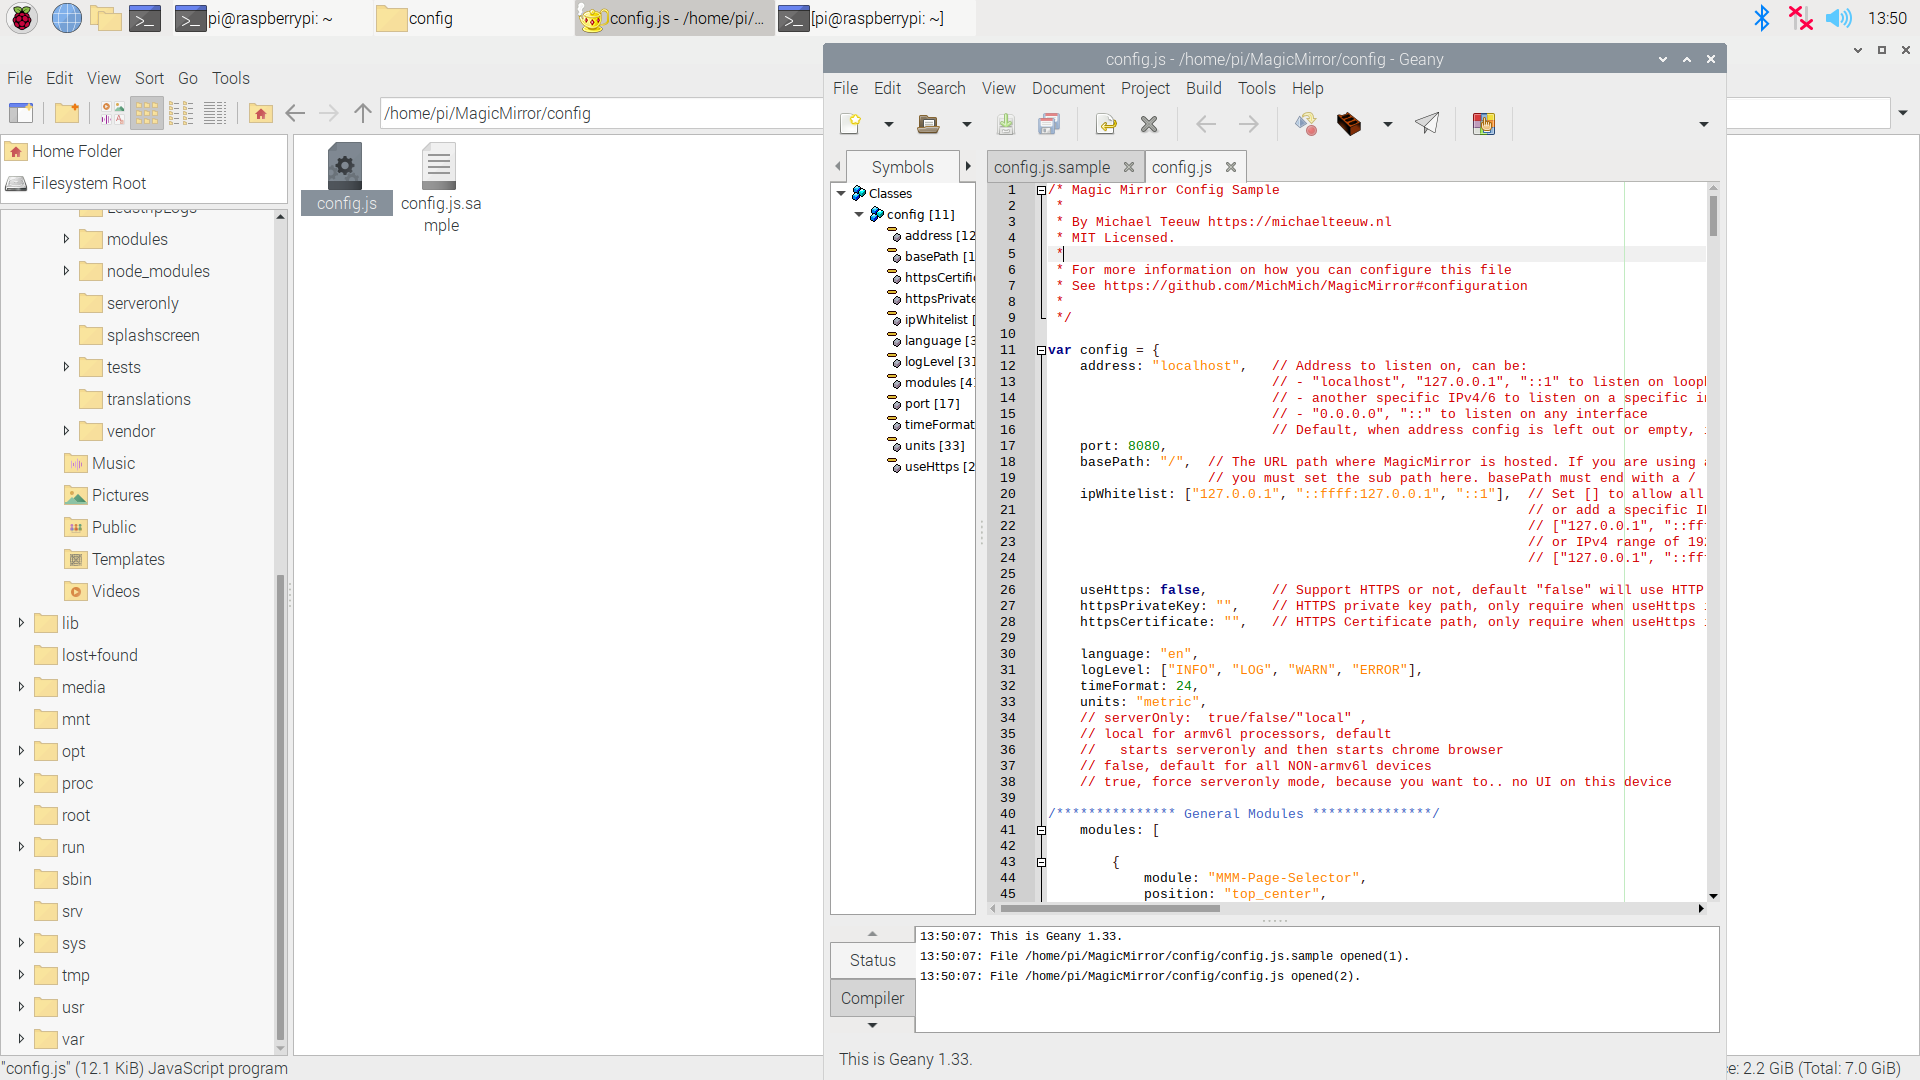 pi@raspberrypi: ~
config
config.js - /home/pi/...
[pi@raspberrypi: ~]
13:50
File Edit View Sort Go Tools
/home/pi/MagicMirror/config
Home Folder
Filesystem Root
modules
node_modules
serveronly
splashscreen
tests
translations
vendor
Music
Pictures
Public
Templates
Videos
lib
lost+found
media
mnt
opt
proc
root
run
sbin
srv
sys
tmp
usr
var
config.js
config.js.sa
mple
"config.js" (12.1 KiB) JavaScript program
config.js - /home/pi/MagicMirror/config - Geany
File Edit Search View Document Project Build Tools Help
Symbols
Classes
config [11]
address [12
basePath [1
httpsCertifi
httpsPrivate
ipWhitelist [
language [3
logLevel [31
modules [41
port [17]
timeFormat
units [33]
useHttps [2
config.js.sample
config.js
1 /* Magic Mirror Config Sample
2 *
3 * By Michael Teeuw https://michaelteeuw.nl
4 * MIT Licensed.
5 *
6 * For more information on how you can configure this file
7 * See https://github.com/MichMich/MagicMirror#configuration
8 *
9 */
10
11 var config = {
12 address: "localhost", // Address to listen on, can be:
13 // - "localhost", "127.0.0.1", "::1" to listen on loop
14 // - another specific IPv4/6 to listen on a specific i
15 // - "0.0.0.0", "::" to listen on any interface
16 // Default, when address config is left out or empty,
17 port: 8080,
18 basePath: "/", // The URL path where MagicMirror is hosted. If you are using
19 // you must set the sub path here. basePath must end with a /
20 ipWhitelist: ["127.0.0.1", "::ffff:127.0.0.1", "::1"], // Set [] to allow all
21 // or add a specific I
22 // ["127.0.0.1", "::ff
23 // or IPv4 range of 19
24 // ["127.0.0.1", "::ff
25
26 useHttps: false, // Support HTTPS or not, default "false" will use HTTP
27 httpsPrivateKey: "", // HTTPS private key path, only require when useHttps
28 httpsCertificate: "", // HTTPS Certificate path, only require when useHttps
29
30 language: "en",
31 logLevel: ["INFO", "LOG", "WARN", "ERROR"],
32 timeFormat: 24,
33 units: "metric",
34 // serverOnly: true/false/"local" ,
35 // local for armv6l processors, default
36 // starts serveronly and then starts chrome browser
37 // false, default for all NON-armv6l devices
38 // true, force serveronly mode, because you want to.. no UI on this device
39
40 /*************** General Modules ***************/
41 modules: [
42
43 {
44 module: "MMM-Page-Selector",
45 position: "top_center",
Status
Compiler
13:50:07: This is Geany 1.33.
13:50:07: File /home/pi/MagicMirror/config/config.js.sample opened(1).
13:50:07: File /home/pi/MagicMirror/config/config.js opened(2).
This is Geany 1.33.
e: 2.2 GiB (Total: 7.0 GiB)